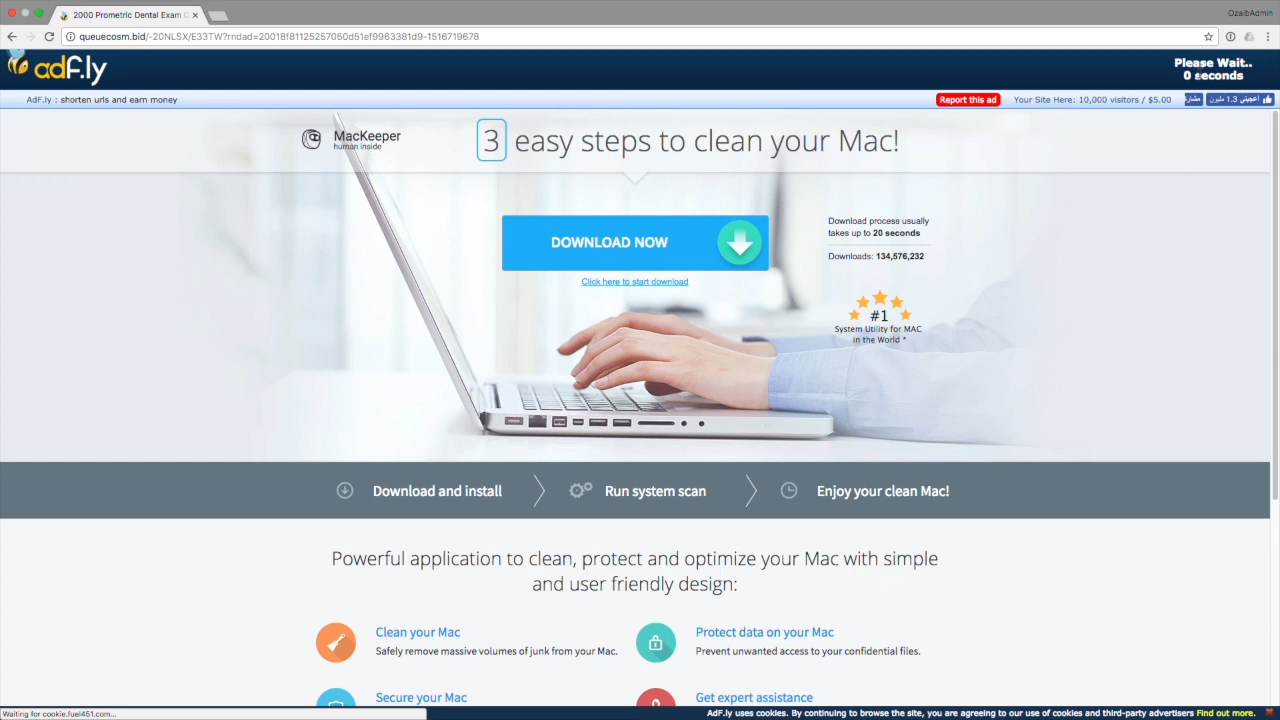 OzaibAdmin
2000 Prometric Dental Exam
queuecosm.bid/-20NLSX/E33TW?rndad=20018f81125257050d51ef9963381d9-1516719678
adf.ly
Please Wait..
0 seconds
AdF.ly : shorten urls and earn money
Report this ad
Your Site Here: 10,000 visitors / $5.00
مشاركة
أعجبني 1.3 مليون
MacKeeper
human inside
3 easy steps to clean your Mac!
DOWNLOAD NOW
Click here to start download
Download process usually
takes up to 20 seconds
Downloads: 134,576,232
#1
System Utility for MAC
in the World *
Download and install
Run system scan
Enjoy your clean Mac!
Powerful application to clean, protect and optimize your Mac with simple
and user friendly design:
Clean your Mac
Safely remove massive volumes of junk from your Mac.
Protect data on your Mac
Prevent unwanted access to your confidential files.
Secure your Mac
Get expert assistance
Waiting for cookie.fuel451.com...
AdF.ly uses cookies. By continuing to browse the site, you are agreeing to our use of cookies and third-party advertisers Find out more.